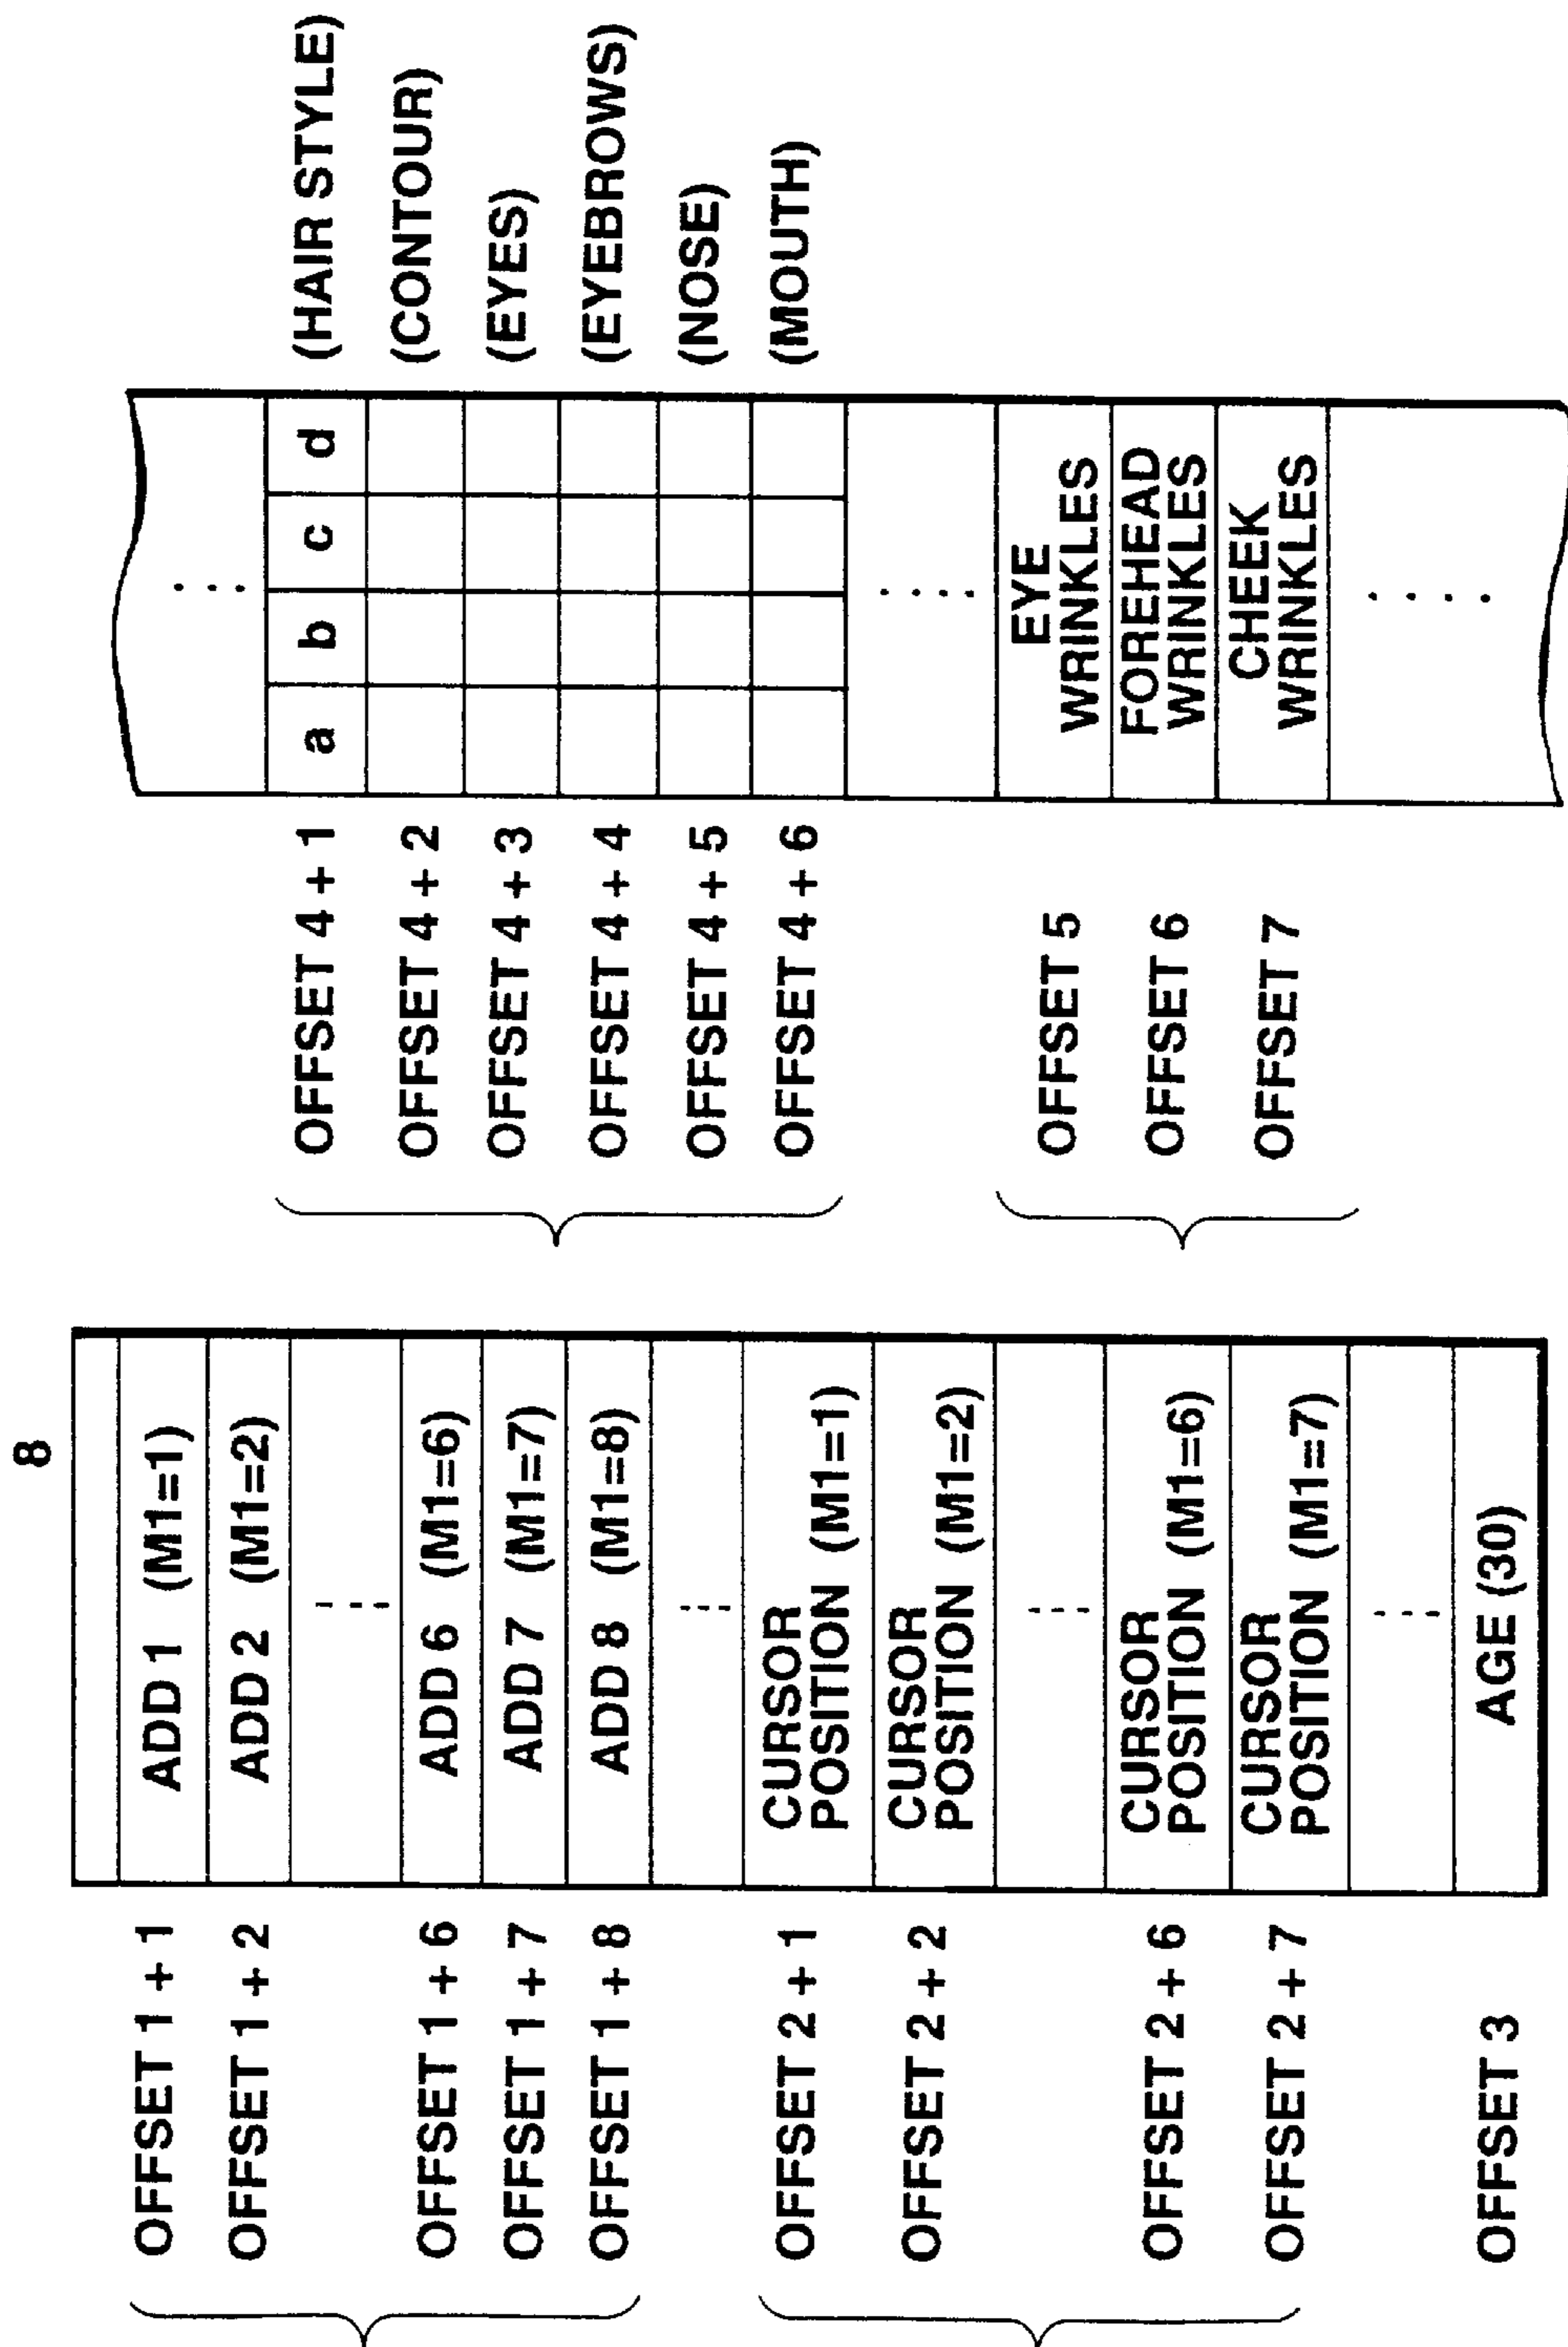 8
OFFSET 1 + 1
ADD 1 (M1=1)
OFFSET 1 + 2
ADD 2 (M1=2)
OFFSET 1 + 6
ADD 6 (M1=6)
OFFSET 1 + 7
ADD 7 (M1=7)
OFFSET 1 + 8
ADD 8 (M1=8)
OFFSET 2 + 1
CURSOR
POSITION (M1=1)
OFFSET 2 + 2
CURSOR
POSITION (M1=2)
OFFSET 2 + 6
CURSOR
POSITION (M1=6)
OFFSET 2 + 7
CURSOR
POSITION (M1=7)
OFFSET 3
AGE (30)
OFFSET 4 + 1
a b c d
(HAIR STYLE)
OFFSET 4 + 2
(CONTOUR)
OFFSET 4 + 3
(EYES)
OFFSET 4 + 4
(EYEBROWS)
OFFSET 4 + 5
(NOSE)
OFFSET 4 + 6
(MOUTH)
OFFSET 5
EYE
WRINKLES
OFFSET 6
FOREHEAD
WRINKLES
OFFSET 7
CHEEK
WRINKLES